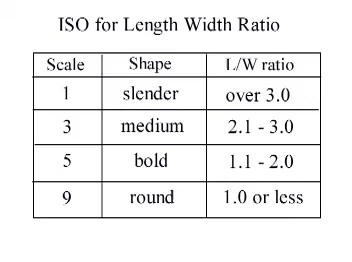 ISO for Length Width Ratio
Scale Shape L/W ratio
1 slender over 3.0
3 medium 2.1 - 3.0
5 bold 1.1 - 2.0
9 round 1.0 or less